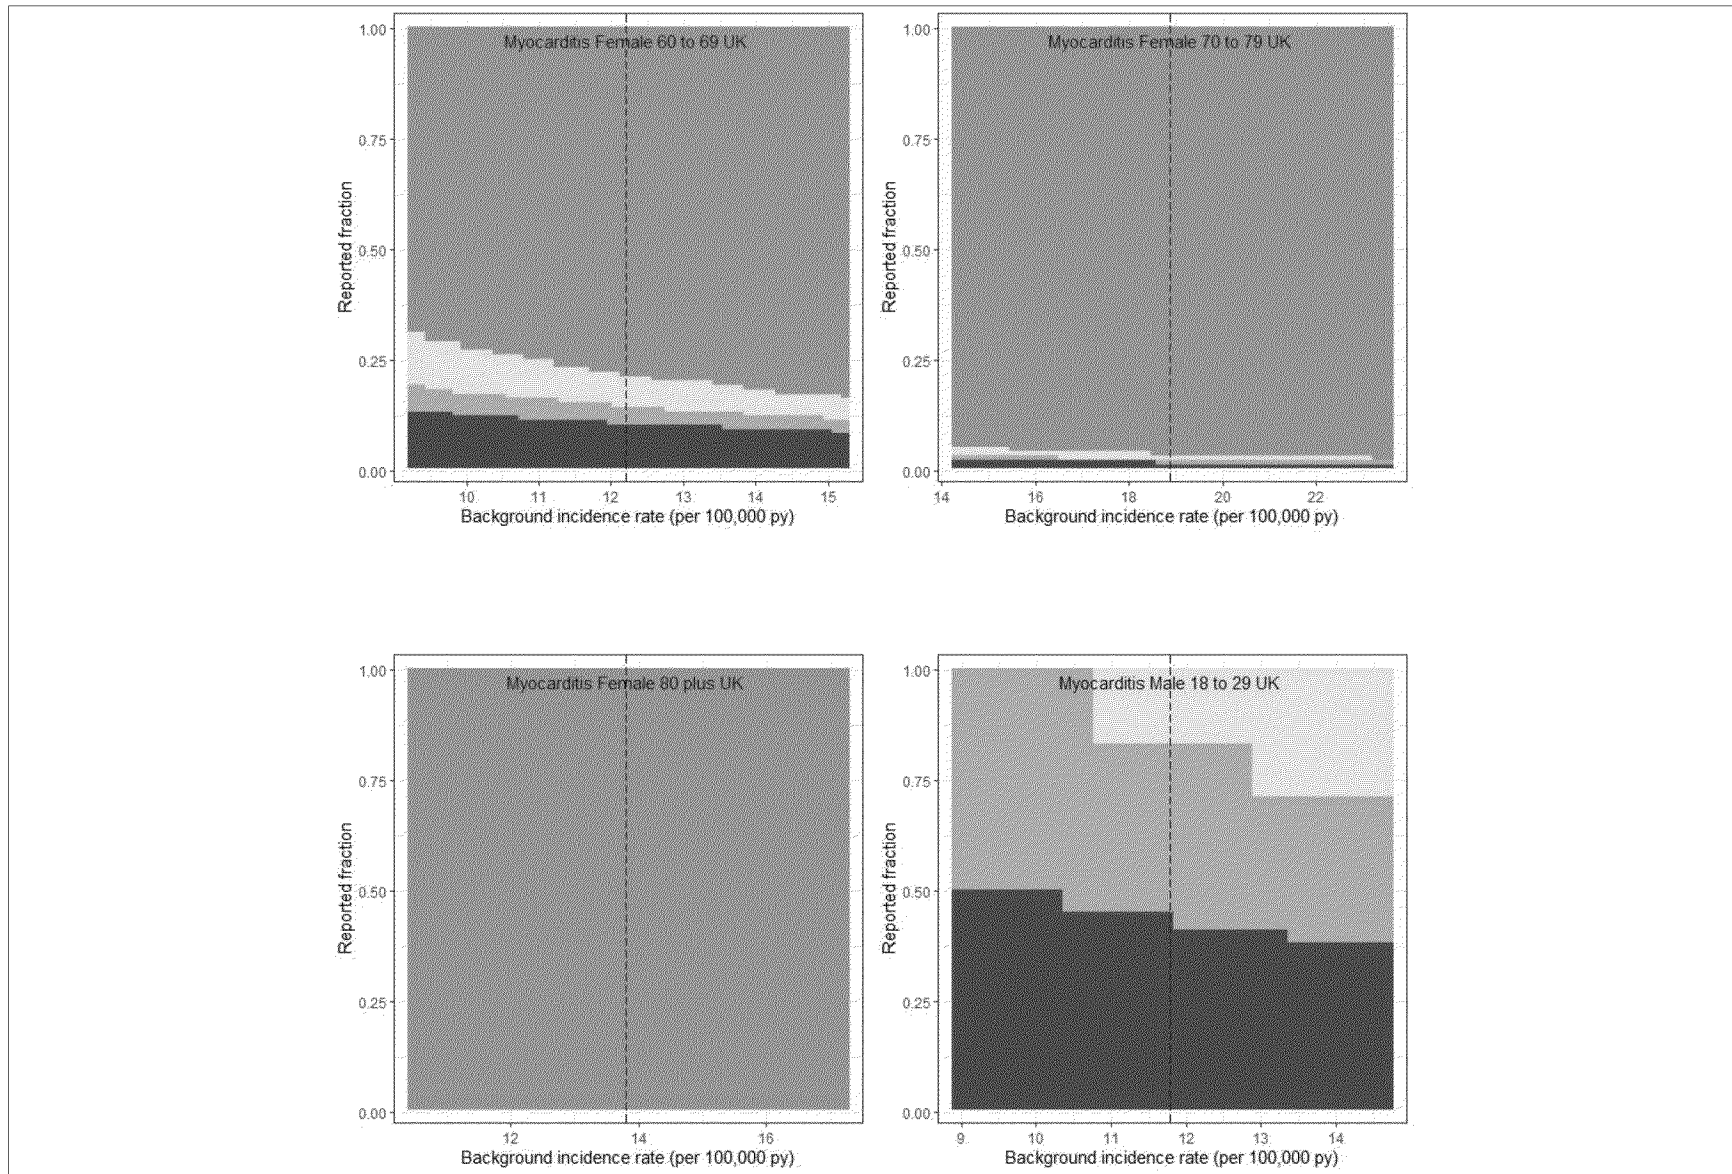 Myocarditis Female 60 to 69 UK
1.00
0.75
0.50
0.25
0.00
Reported fraction
10 11 12 13 14 15
Background incidence rate (per 100,000 py)
Myocarditis Female 70 to 79 UK
1.00
0.75
0.50
0.25
0.00
Reported fraction
14 16 18 20 22
Background incidence rate (per 100,000 py)
Myocarditis Female 80 plus UK
1.00
0.75
0.50
0.25
0.00
Reported fraction
12 14 16
Background incidence rate (per 100,000 py)
Myocarditis Male 18 to 29 UK
1.00
0.75
0.50
0.25
0.00
Reported fraction
9 10 11 12 13 14
Background incidence rate (per 100,000 py)